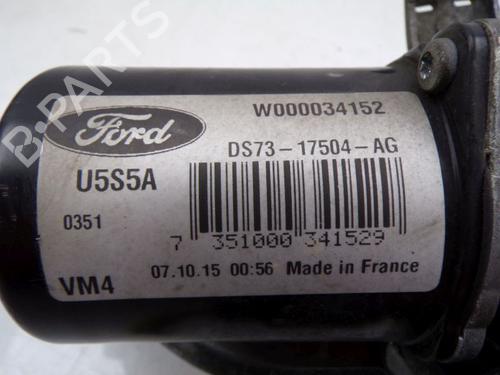 B-PARTS
Ford
W000034152
DS73-17504-AG
U5S5A
0351
7 351000 341529
VM4
07.10.15 00:56 Made in France